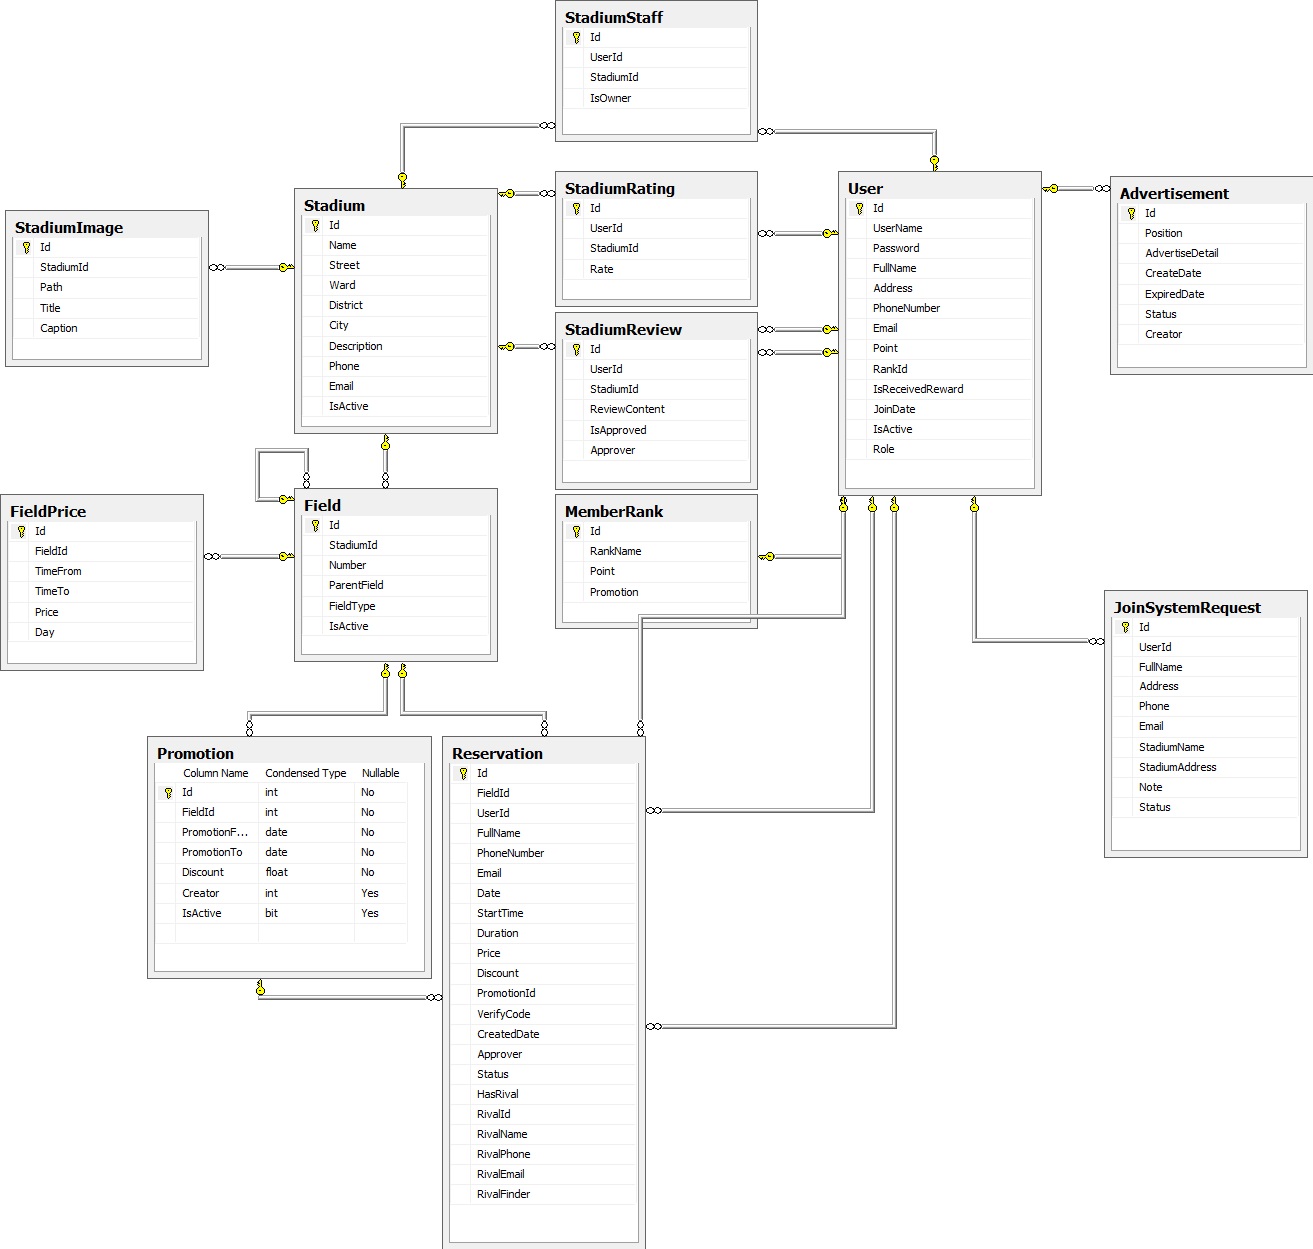 StadiumStaff
Id
UserId
StadiumId
IsOwner
StadiumImage
Id
StadiumId
Path
Title
Caption
Stadium
Id
Name
Street
Ward
District
City
Description
Phone
Email
IsActive
StadiumRating
Id
UserId
StadiumId
Rate
StadiumReview
Id
UserId
StadiumId
ReviewContent
IsApproved
Approver
User
Id
UserName
Password
FullName
Address
PhoneNumber
Email
Point
RankId
IsReceivedReward
JoinDate
IsActive
Role
Advertisement
Id
Position
AdvertiseDetail
CreateDate
ExpiredDate
Status
Creator
FieldPrice
Id
FieldId
TimeFrom
TimeTo
Price
Day
Field
Id
StadiumId
Number
ParentField
FieldType
IsActive
MemberRank
Id
RankName
Point
Promotion
JoinSystemRequest
Id
UserId
FullName
Address
Phone
Email
StadiumName
StadiumAddress
Note
Status
Promotion
Column Name Condensed Type Nullable
Id int No
FieldId int No
PromotionF... date No
PromotionTo date No
Discount float No
Creator int Yes
IsActive bit Yes
Reservation
Id
FieldId
UserId
FullName
PhoneNumber
Email
Date
StartTime
Duration
Price
Discount
PromotionId
VerifyCode
CreatedDate
Approver
Status
HasRival
RivalId
RivalName
RivalPhone
RivalEmail
RivalFinder